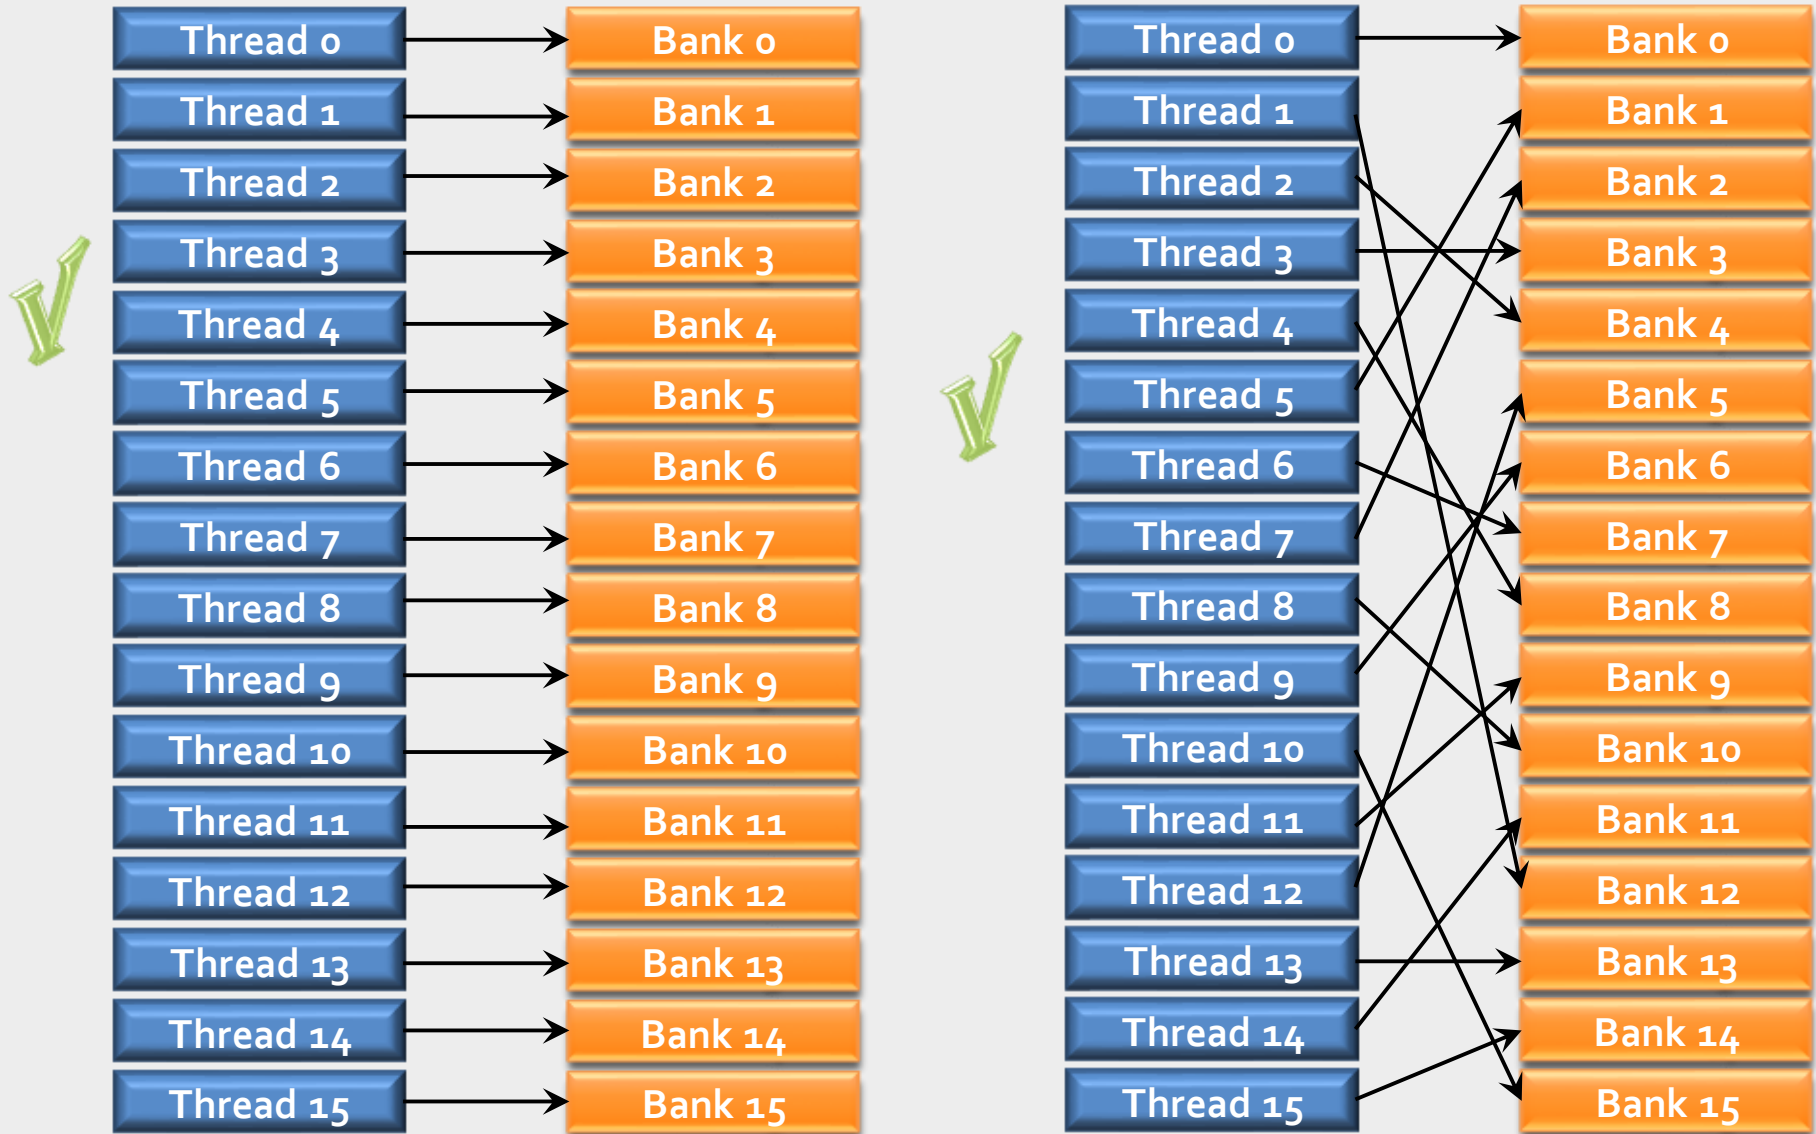 Thread 0
Bank 0
Thread 1
Bank 1
Thread 2
Bank 2
Thread 3
Bank 3
Thread 4
Bank 4
Thread 5
Bank 5
Thread 6
Bank 6
Thread 7
Bank 7
Thread 8
Bank 8
Thread 9
Bank 9
Thread 10
Bank 10
Thread 11
Bank 11
Thread 12
Bank 12
Thread 13
Bank 13
Thread 14
Bank 14
Thread 15
Bank 15
Thread 0
Bank 0
Thread 1
Bank 1
Thread 2
Bank 2
Thread 3
Bank 3
Thread 4
Bank 4
Thread 5
Bank 5
Thread 6
Bank 6
Thread 7
Bank 7
Thread 8
Bank 8
Thread 9
Bank 9
Thread 10
Bank 10
Thread 11
Bank 11
Thread 12
Bank 12
Thread 13
Bank 13
Thread 14
Bank 14
Thread 15
Bank 15